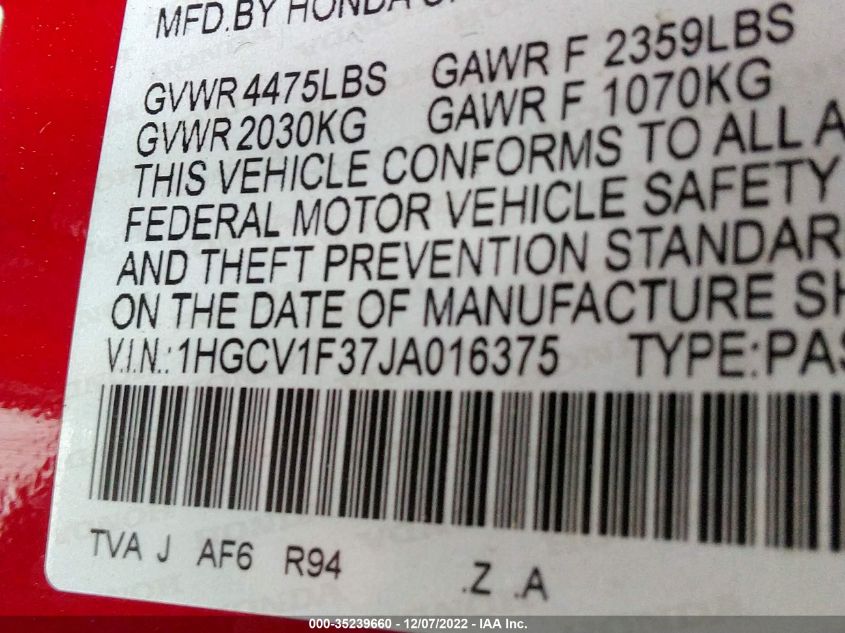 MFD.BY HONDA
GVWR 4475LBS GAWR F 2359LBS
GVWR 2030KG GAWR F 1070KG
THIS VEHICLE CONFORMS TO ALL A
FEDERAL MOTOR VEHICLE SAFETY
AND THEFT PREVENTION STANDAR
ON THE DATE OF MANUFACTURE SH
V.I.N.: 1HGCV1F37JA016375 TYPE:PAS
TVA J AF6 R94 .Z .A
000-35239660 - 12/07/2022 - IAA Inc.